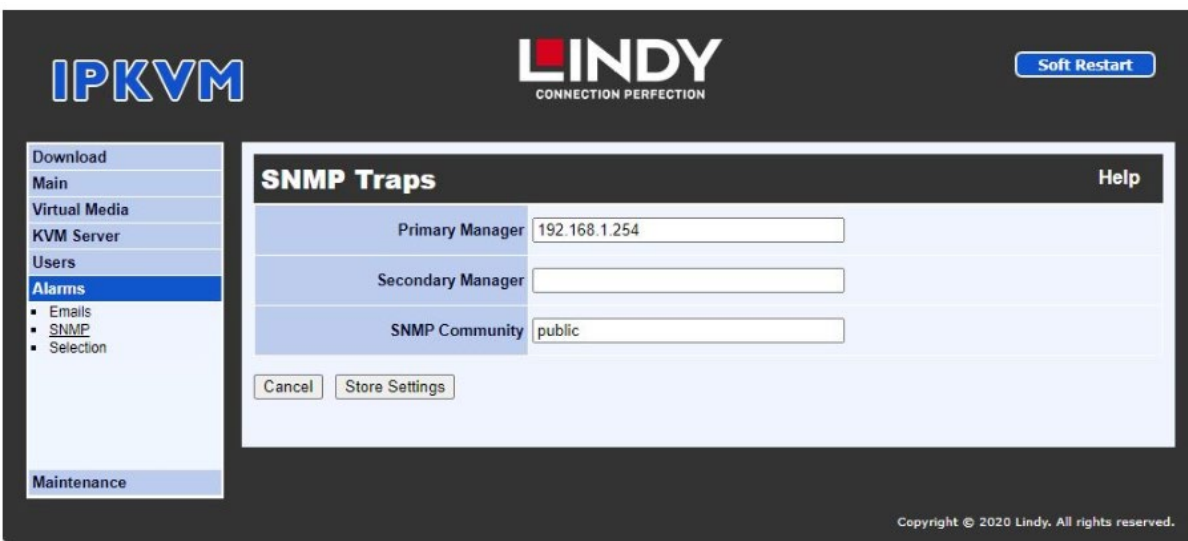 IPKVM
LINDY
CONNECTION PERFECTION
Soft Restart
Download
Main
Virtual Media
KVM Server
Users
Alarms
Emails
SNMP
Selection
Maintenance
SNMP Traps
Help
Primary Manager 192.168.1.254
Secondary Manager
SNMP Community public
Cancel Store Settings
Copyright © 2020 Lindy. All rights reserved.